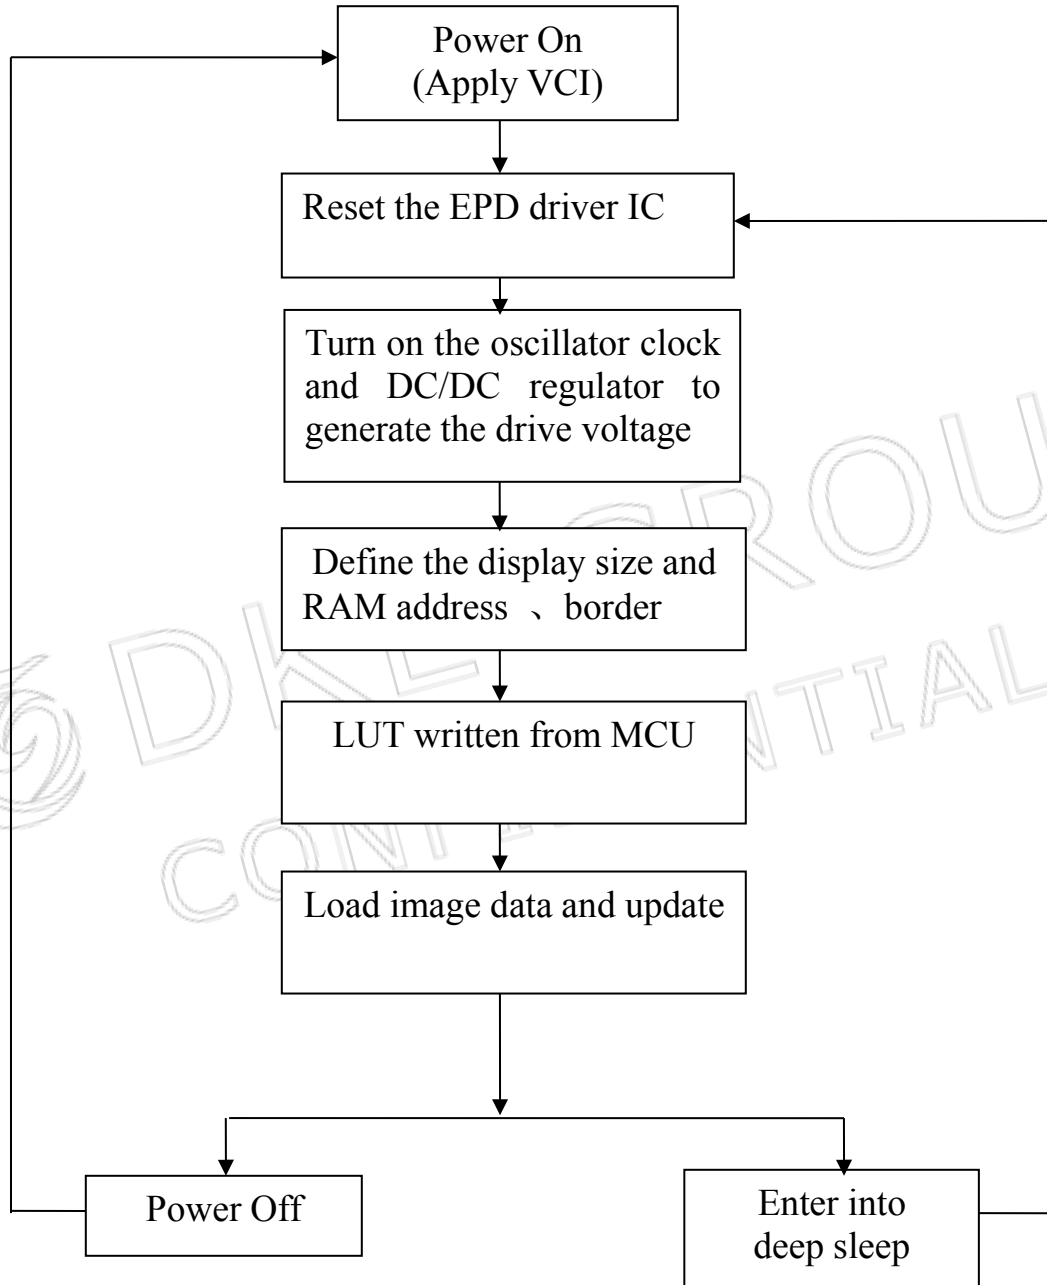 Power On
(Apply VCI)
Reset the EPD driver IC
Turn on the oscillator clock
and DC/DC regulator to
generate the drive voltage
Define the display size and
RAM address 、border
LUT written from MCU
Load image data and update
Power Off
Enter into
deep sleep